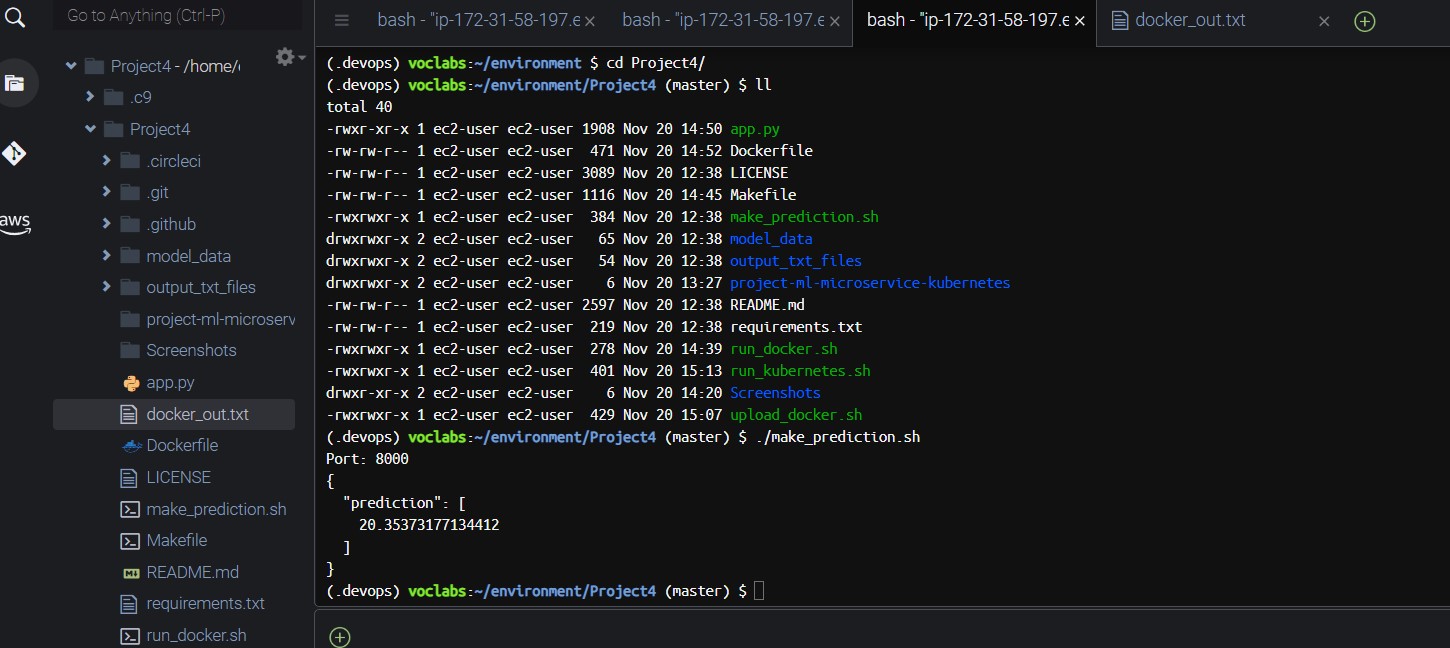 Go to Anything (Ctrl-P)
bash - "ip-172-31-58-197.e ×
bash - "ip-172-31-58-197.e ×
bash - "ip-172-31-58-197.e ×
docker_out.txt ×
aws
Project4 - /home/
.c9
Project4
.circleci
.git
.github
model_data
output_txt_files
project-ml-microserv
Screenshots
app.py
docker_out.txt
Dockerfile
LICENSE
make_prediction.sh
Makefile
README.md
requirements.txt
run_docker.sh
(.devops) voclabs:~/environment $ cd Project4/
(.devops) voclabs:~/environment/Project4 (master) $ ll
total 40
-rwxr-xr-x 1 ec2-user ec2-user 1908 Nov 20 14:50 app.py
-rw-rw-r-- 1 ec2-user ec2-user  471 Nov 20 14:52 Dockerfile
-rw-rw-r-- 1 ec2-user ec2-user 3089 Nov 20 12:38 LICENSE
-rw-rw-r-- 1 ec2-user ec2-user 1116 Nov 20 14:45 Makefile
-rwxrwxr-x 1 ec2-user ec2-user  384 Nov 20 12:38 make_prediction.sh
drwxrwxr-x 2 ec2-user ec2-user   65 Nov 20 12:38 model_data
drwxrwxr-x 2 ec2-user ec2-user   54 Nov 20 12:38 output_txt_files
drwxrwxr-x 2 ec2-user ec2-user    6 Nov 20 13:27 project-ml-microservice-kubernetes
-rw-rw-r-- 1 ec2-user ec2-user 2597 Nov 20 12:38 README.md
-rw-rw-r-- 1 ec2-user ec2-user  219 Nov 20 12:38 requirements.txt
-rwxrwxr-x 1 ec2-user ec2-user  278 Nov 20 14:39 run_docker.sh
-rwxrwxr-x 1 ec2-user ec2-user  401 Nov 20 15:13 run_kubernetes.sh
drwxr-xr-x 2 ec2-user ec2-user    6 Nov 20 14:20 Screenshots
-rwxrwxr-x 1 ec2-user ec2-user  429 Nov 20 15:07 upload_docker.sh
(.devops) voclabs:~/environment/Project4 (master) $ ./make_prediction.sh
Port: 8000
{
  "prediction": [
    20.35373177134412
  ]
}
(.devops) voclabs:~/environment/Project4 (master) $